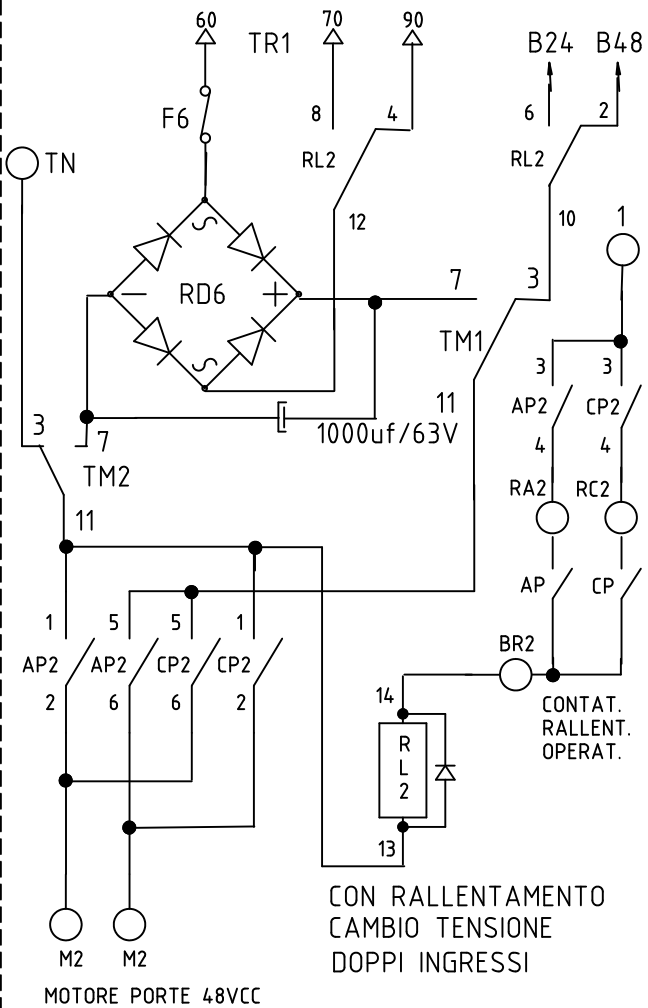 60
TR1
70
90
B24 B48
F6
8
4
6
2
RL2
RL2
TN
12
10
1
S
− RD6 +
S
7
3
TM1
11
1000uf/63V
3
3
AP2
CP2
4
4
3
7
TM2
11
RA2
RC2
AP
CP
1
5
5
1
AP2
AP2
CP2
CP2
2
6
6
2
BR2
14
CONTAT.
RALLENT.
OPERAT.
R
L
2
13
CON RALLENTAMENTO
CAMBIO TENSIONE
DOPPI INGRESSI
M2
M2
MOTORE PORTE 48VCC